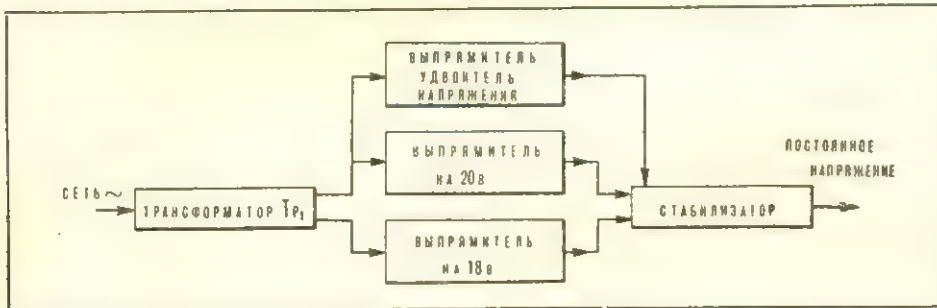 ВЫПРЯМИТЕЛЬ
УДВОИТЕЛЬ
НАПРЯЖЕНИЯ
ВЫПРЯМИТЕЛЬ
НА 20В
ПОСТОЯННОЕ
НАПРЯЖЕНИЕ
СЕТЬ ~
ТРАНСФОРМАТОР Тр₁
СТАБИЛИЗАТОР
ВЫПРЯМИТЕЛЬ
НА 18В